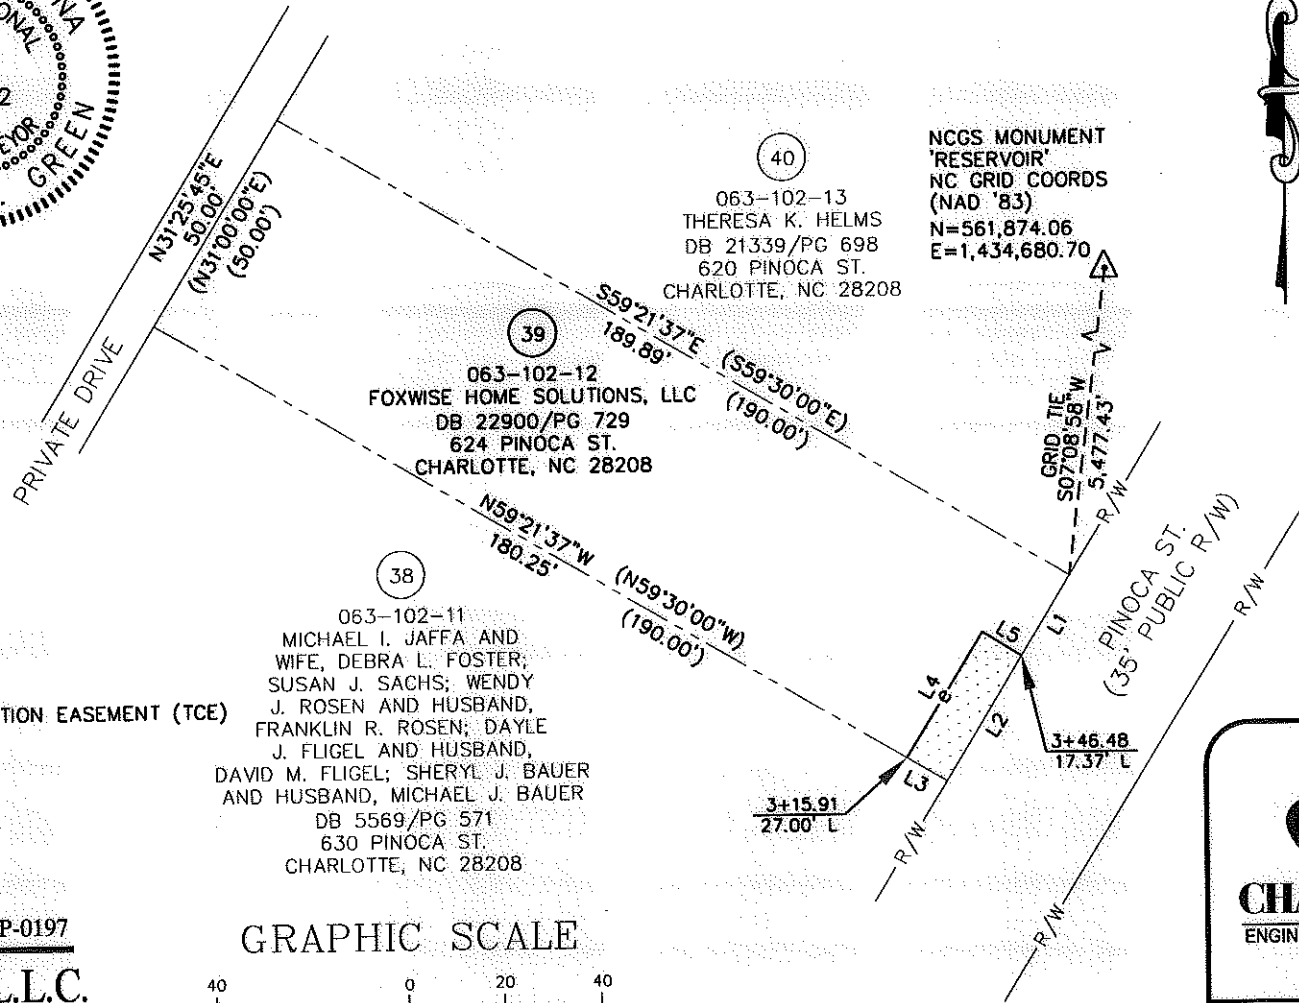 GREEN
N31°25'45"E
50.00'
(N31°00'00"E)
(50.00')
PRIVATE DRIVE
40
063-102-13
THERESA K. HELMS
DB 21339/PG 698
620 PINOCA ST.
CHARLOTTE, NC 28208
NCGS MONUMENT
'RESERVOIR'
NC GRID COORDS
(NAD '83)
N=561,874.06
E=1,434,680.70
S59°21'37"E (S59°30'00"E)
189.89' (190.00')
39
063-102-12
FOXWISE HOME SOLUTIONS, LLC
DB 22900/PG 729
624 PINOCA ST.
CHARLOTTE, NC 28208
GRID TIE
S07°08'58"W
5,477.43'
N59°21'37"W (N59°30'00"W)
180.25' (190.00')
R/W
PINOCA ST.
(35' PUBLIC R/W)
R/W
L1
L5
L4
L2
L3
3+46.48
17.37' L
3+15.91
27.00' L
R/W
R/W
38
063-102-11
MICHAEL I. JAFFA AND
WIFE, DEBRA L. FOSTER;
SUSAN J. SACHS; WENDY
J. ROSEN AND HUSBAND,
FRANKLIN R. ROSEN; DAYLE
J. FLIGEL AND HUSBAND,
DAVID M. FLIGEL; SHERYL J. BAUER
AND HUSBAND, MICHAEL J. BAUER
DB 5569/PG 571
630 PINOCA ST.
CHARLOTTE, NC 28208
TION EASEMENT (TCE)
P-0197
L.L.C.
GRAPHIC SCALE
40 0 20 40
CHA
ENGIN